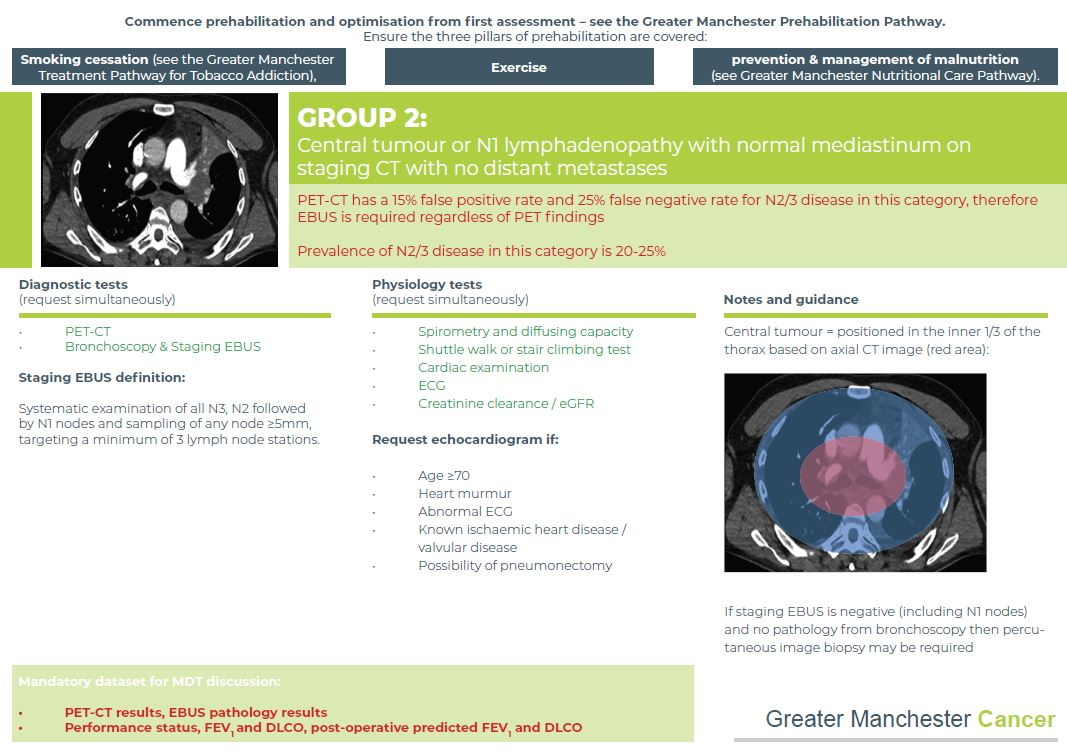 Commence prehabilitation and optimisation from first assessment – see the Greater Manchester Prehabilitation Pathway.
Ensure the three pillars of prehabilitation are covered:
Smoking cessation (see the Greater Manchester
Treatment Pathway for Tobacco Addiction),
Exercise
prevention & management of malnutrition
(see Greater Manchester Nutritional Care Pathway).
GROUP 2:
Central tumour or N1 lymphadenopathy with normal mediastinum on
staging CT with no distant metastases
PET-CT has a 15% false positive rate and 25% false negative rate for N2/3 disease in this category, therefore
EBUS is required regardless of PET findings
Prevalence of N2/3 disease in this category is 20-25%
Diagnostic tests
(request simultaneously)
· PET-CT
· Bronchoscopy & Staging EBUS
Staging EBUS definition:
Systematic examination of all N3, N2 followed
by N1 nodes and sampling of any node ≥5mm,
targeting a minimum of 3 lymph node stations.
Physiology tests
(request simultaneously)
· Spirometry and diffusing capacity
· Shuttle walk or stair climbing test
· Cardiac examination
· ECG
· Creatinine clearance / eGFR
Request echocardiogram if:
· Age ≥70
· Heart murmur
· Abnormal ECG
· Known ischaemic heart disease /
valvular disease
· Possibility of pneumonectomy
Notes and guidance
Central tumour = positioned in the inner 1/3 of the
thorax based on axial CT image (red area):
If staging EBUS is negative (including N1 nodes)
and no pathology from bronchoscopy then percu-
taneous image biopsy may be required
Mandatory dataset for MDT discussion:
• PET-CT results, EBUS pathology results
• Performance status, FEV1 and DLCO, post-operative predicted FEV1 and DLCO
Greater Manchester Cancer